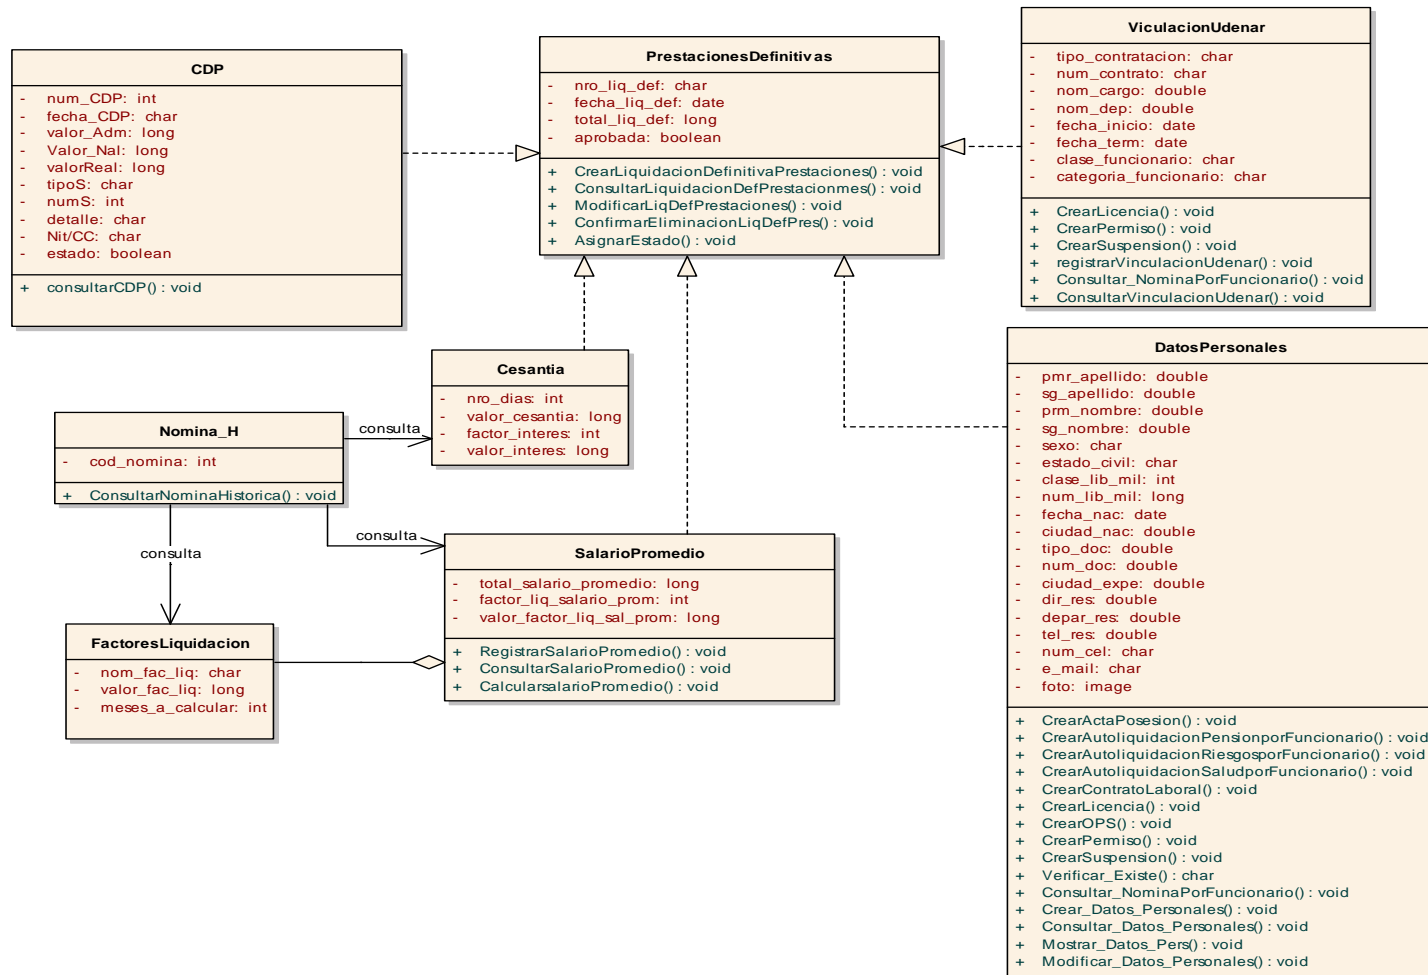 CDP
- num_CDP: int
- fecha_CDP: char
- valor_Adm: long
- Valor_Nal: long
- valorReal: long
- tipoS: char
- numS: int
- detalle: char
- Nit/CC: char
- estado: boolean
+ consultarCDP() : void
PrestacionesDefinitivas
- nro_liq_def: char
- fecha_liq_def: date
- total_liq_def: long
- aprobada: boolean
+ CrearLiquidacionDefinitivaPrestaciones() : void
+ ConsultarLiquidacionDefPrestacionmes() : void
+ ModificarLiqDefPrestaciones() : void
+ ConfirmarEliminacionLiqDefPres() : void
+ AsignarEstado() : void
ViculacionUdenar
- tipo_contratacion: char
- num_contrato: char
- nom_cargo: double
- nom_dep: double
- fecha_inicio: date
- fecha_term: date
- clase_funcionario: char
- categoria_funcionario: char
+ CrearLicencia() : void
+ CrearPermiso() : void
+ CrearSuspension() : void
+ registrarVinculacionUdenar() : void
+ Consultar_NominaPorFuncionario() : void
+ ConsultarVinculacionUdenar() : void
Cesantia
- nro_dias: int
- valor_cesantia: long
- factor_interes: int
- valor_interes: long
Nomina_H
- cod_nomina: int
+ ConsultarNominaHistorica() : void
consulta
consulta
consulta
SalarioPromedio
- total_salario_promedio: long
- factor_liq_salario_prom: int
- valor_factor_liq_sal_prom: long
+ RegistrarSalarioPromedio() : void
+ ConsultarSalarioPromedio() : void
+ CalcularsalarioPromedio() : void
FactoresLiquidacion
- nom_fac_liq: char
- valor_fac_liq: long
- meses_a_calcular: int
DatosPersonales
- pmr_apellido: double
- sg_apellido: double
- prm_nombre: double
- sg_nombre: double
- sexo: char
- estado_civil: char
- clase_lib_mil: int
- num_lib_mil: long
- fecha_nac: date
- ciudad_nac: double
- tipo_doc: double
- num_doc: double
- ciudad_expe: double
- dir_res: double
- depar_res: double
- tel_res: double
- num_cel: char
- e_mail: char
- foto: image
+ CrearActaPosesion() : void
+ CrearAutoliquidacionPensionporFuncionario() : void
+ CrearAutoliquidacionRiesgosporFuncionario() : void
+ CrearAutoliquidacionSaludporFuncionario() : void
+ CrearContratoLaboral() : void
+ CrearLicencia() : void
+ CrearOPS() : void
+ CrearPermiso() : void
+ CrearSuspension() : void
+ Verificar_Existe() : char
+ Consultar_NominaPorFuncionario() : void
+ Crear_Datos_Personales() : void
+ Consultar_Datos_Personales() : void
+ Mostrar_Datos_Pers() : void
+ Modificar_Datos_Personales() : void